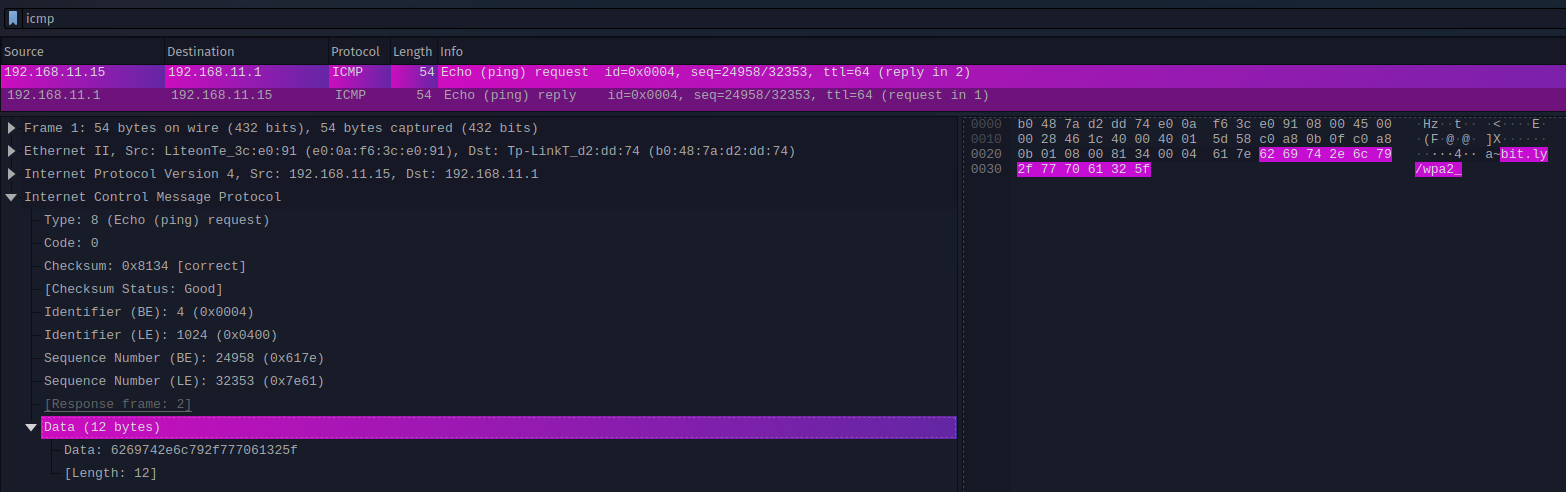 icmp
Source Destination Protocol Length Info
192.168.11.15 192.168.11.1 ICMP 54 Echo (ping) request id=0x0004, seq=24958/32353, ttl=64 (reply in 2)
192.168.11.1 192.168.11.15 ICMP 54 Echo (ping) reply id=0x0004, seq=24958/32353, ttl=64 (request in 1)
Frame 1: 54 bytes on wire (432 bits), 54 bytes captured (432 bits)
Ethernet II, Src: LiteonTe_3c:e0:91 (e0:0a:f6:3c:e0:91), Dst: Tp-LinkT_d2:dd:74 (b0:48:7a:d2:dd:74)
Internet Protocol Version 4, Src: 192.168.11.15, Dst: 192.168.11.1
Internet Control Message Protocol
Type: 8 (Echo (ping) request)
Code: 0
Checksum: 0x8134 [correct]
[Checksum Status: Good]
Identifier (BE): 4 (0x0004)
Identifier (LE): 1024 (0x0400)
Sequence Number (BE): 24958 (0x617e)
Sequence Number (LE): 32353 (0x7e61)
[Response frame: 2]
Data (12 bytes)
Data: 6269742e6c792f777061325f
[Length: 12]
0000 b0 48 7a d2 dd 74 e0 0a f6 3c e0 91 08 00 45 00 ·Hz··t·· ·<····E·
0010 00 28 46 1c 40 00 40 01 5d 58 c0 a8 0b 0f c0 a8 ·(F·@·@· ]X······
0020 0b 01 08 00 81 34 00 04 61 7e 62 69 74 2e 6c 79 ·····4·· a~bit.ly
0030 2f 77 70 61 32 5f /wpa2_